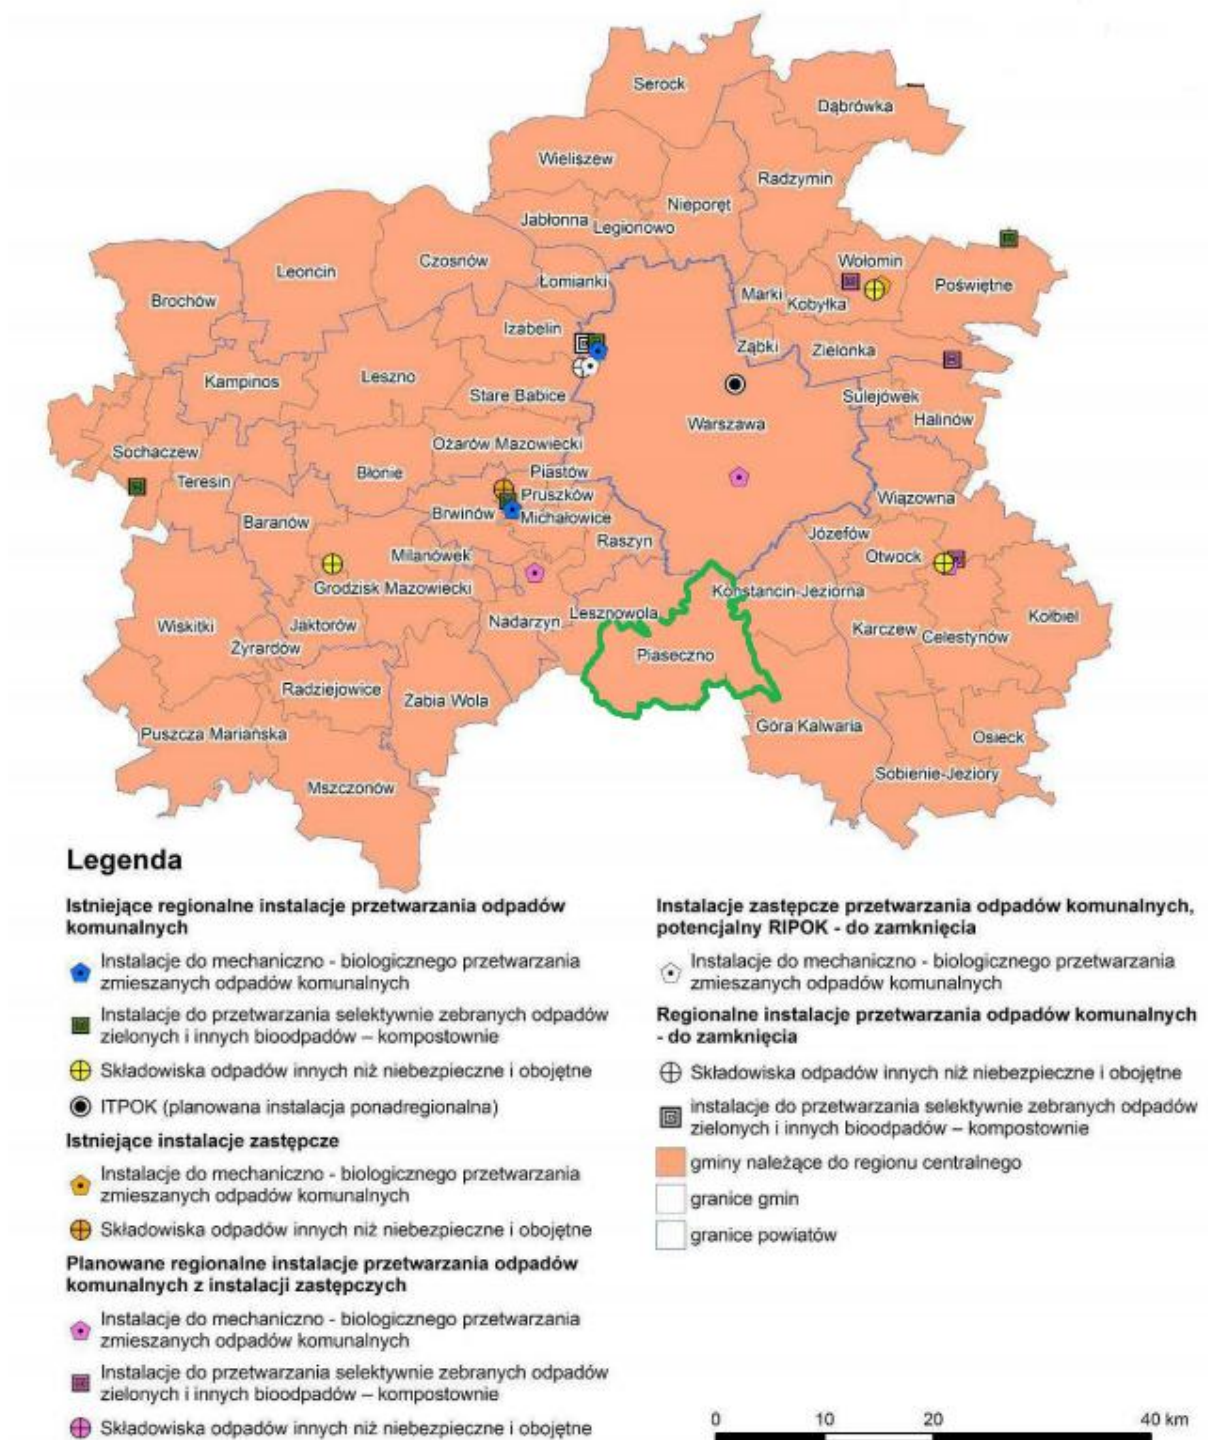 Serock
Dąbrówka
Wieliszew
Radzymin
Nieporęt
Jabłonna
Legionowo
Wołomin
Czosnów
Leoncin
Łomianki
Poświętne
Marki
Brochów
Kobyłka
Izabelin
Ząbki
Zielonka
Leszno
Kampinos
Stare Babice
Sulejówek
Halinów
Warszawa
Ożarów Mazowiecki
Sochaczew
Piastów
Błonie
Teresin
Pruszków
Wiązowna
Brwinów
Michałowice
Baranów
Józefów
Raszyn
Milanówek
Otwock
Grodzisk Mazowiecki
Konstancin-Jeziorna
Lesznowola
Kołbiel
Nadarzyn
Wiskitki
Jaktorów
Karczew
Celestynów
Żyrardów
Piaseczno
Radziejowice
Żabia Wola
Góra Kalwaria
Puszcza Mariańska
Osieck
Sobienie-Jeziory
Mszczonów
Legenda
Istniejące regionalne instalacje przetwarzania odpadów
komunalnych
Instalacje do mechaniczno - biologicznego przetwarzania
zmieszanych odpadów komunalnych
Instalacje do przetwarzania selektywnie zebranych odpadów
zielonych i innych bioodpadów – kompostownie
Składowiska odpadów innych niż niebezpieczne i obojętne
ITPOK (planowana instalacja ponadregionalna)
Istniejące instalacje zastępcze
Instalacje do mechaniczno - biologicznego przetwarzania
zmieszanych odpadów komunalnych
Składowiska odpadów innych niż niebezpieczne i obojętne
Planowane regionalne instalacje przetwarzania odpadów
komunalnych z instalacji zastępczych
Instalacje do mechaniczno - biologicznego przetwarzania
zmieszanych odpadów komunalnych
Instalacje do przetwarzania selektywnie zebranych odpadów
zielonych i innych bioodpadów – kompostownie
Składowiska odpadów innych niż niebezpieczne i obojętne
Instalacje zastępcze przetwarzania odpadów komunalnych,
potencjalny RIPOK - do zamknięcia
Instalacje do mechaniczno - biologicznego przetwarzania
zmieszanych odpadów komunalnych
Regionalne instalacje przetwarzania odpadów komunalnych
- do zamknięcia
Składowiska odpadów innych niż niebezpieczne i obojętne
instalacje do przetwarzania selektywnie zebranych odpadów
zielonych i innych bioodpadów – kompostownie
gminy należące do regionu centralnego
granice gmin
granice powiatów
0 10 20 40 km